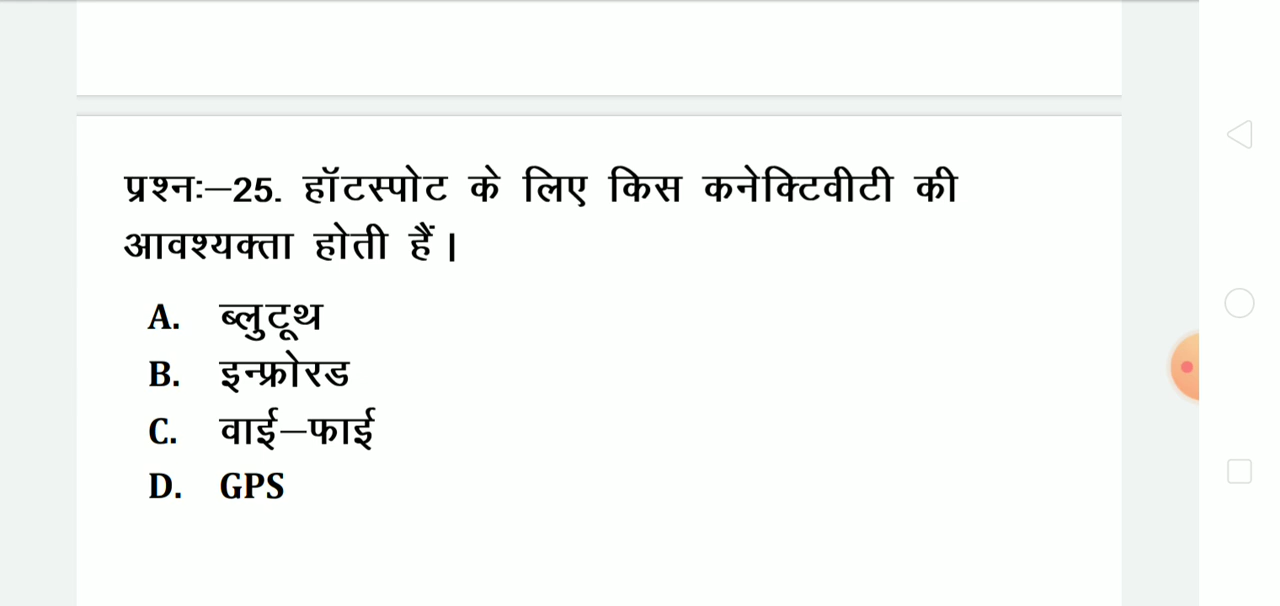 प्रश्नः–25. हॉटस्पोट के लिए किस कनेक्टिवीटी की
आवश्यक्ता होती हैं।
A. ब्लुटूथ
B. इन्फ्रोरड
C. वाई–फाई
D. GPS